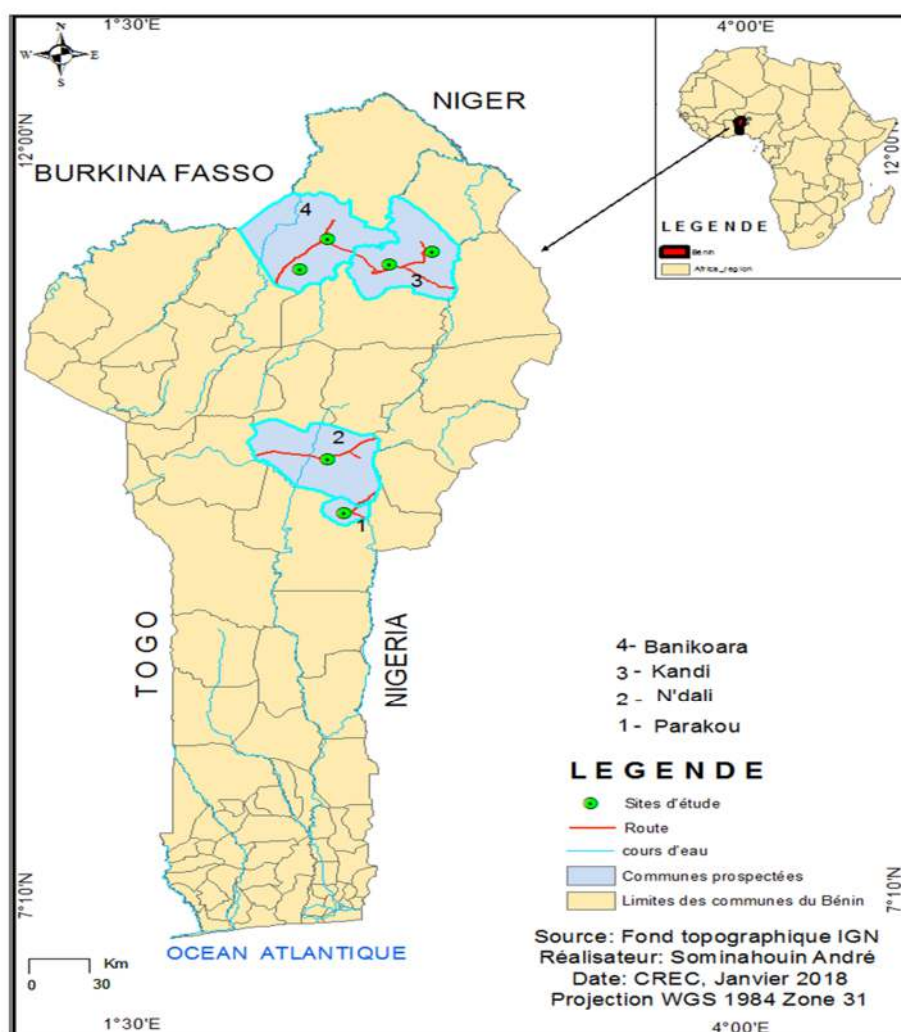 1°30'E
4°00'E
N
W E
S
NIGER
12°00'N
12°00'N
BURKINA FASSO
LEGENDE
Bénin
Africa_region
4
3
2
1
TOGO
NIGERIA
4- Banikoara
3 - Kandi
2 - N'dali
1- Parakou
LEGENDE
Sites d'étude
Route
cours d'eau
Communes prospectées
Limites des communes du Bénin
7°10'N
7°10'N
OCEAN ATLANTIQUE
Km
0 30
Source: Fond topographique IGN
Réalisateur: Sominahouin André
Date: CREC, Janvier 2018
Projection WGS 1984 Zone 31
1°30'E
4°00'E